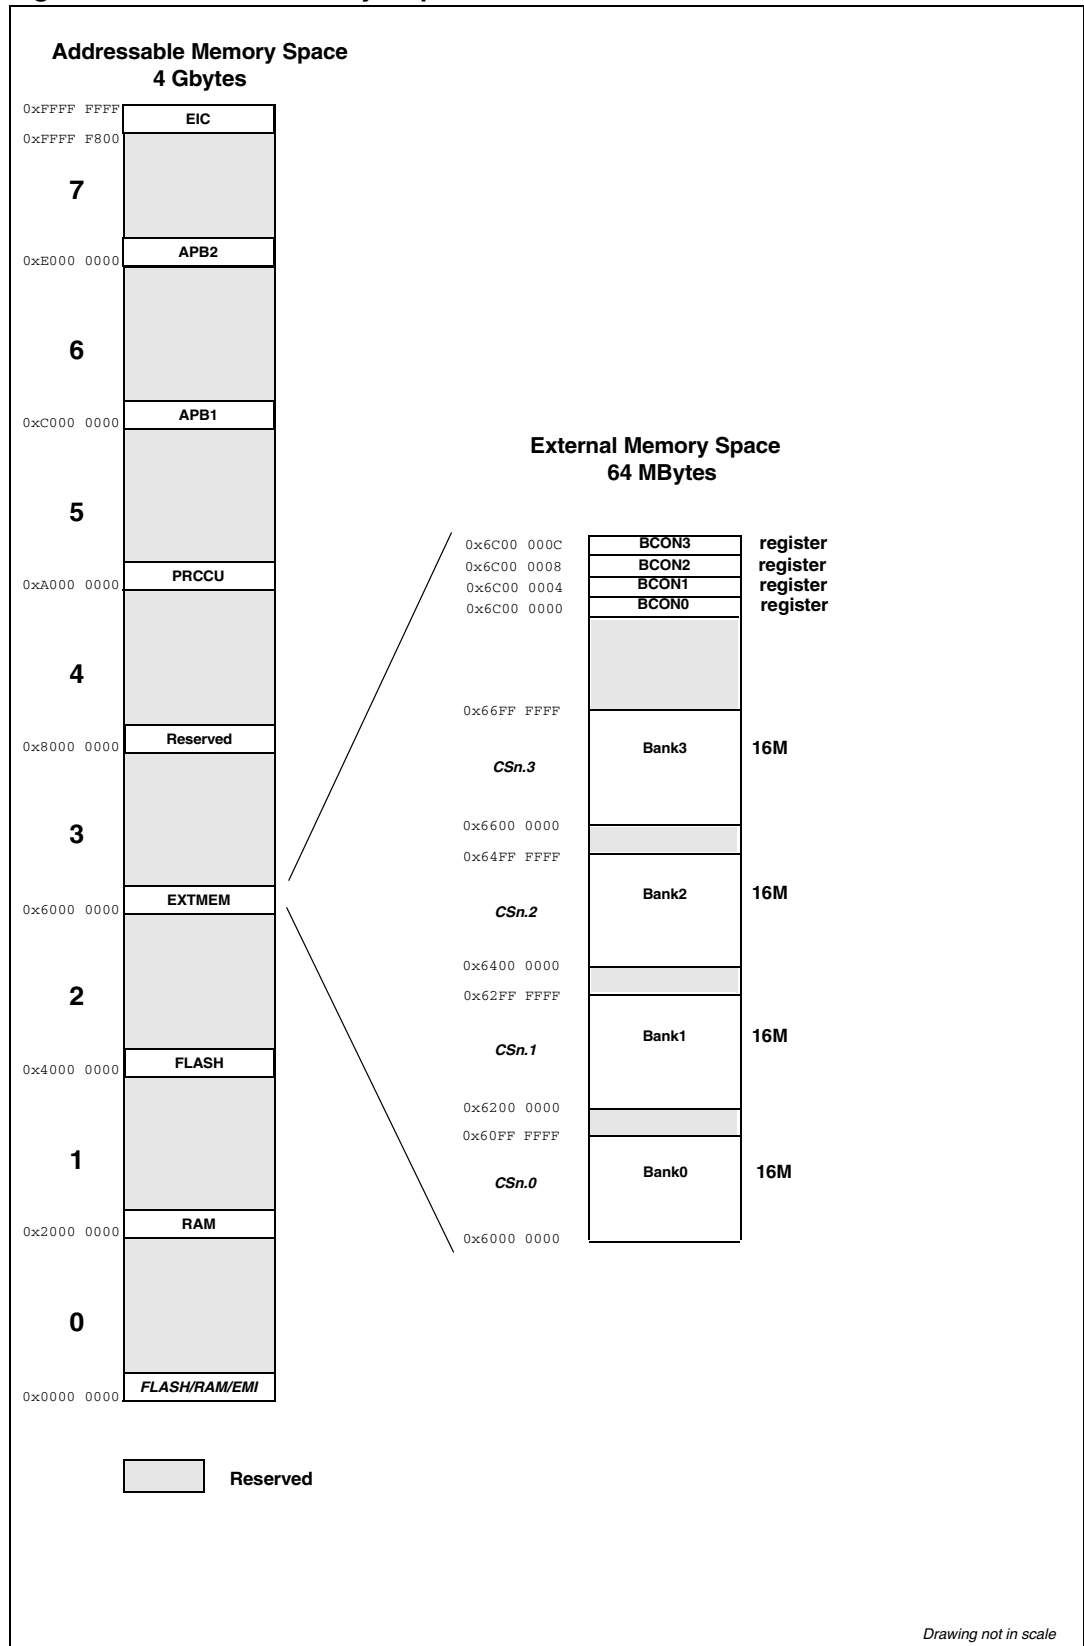 Addressable Memory Space
4 Gbytes
0xFFFF FFFF
EIC
0xFFFF F800
7
APB2
0xE000 0000
6
APB1
0xC000 0000
5
PRCCU
0xA000 0000
4
Reserved
0x8000 0000
3
EXTMEM
0x6000 0000
2
FLASH
0x4000 0000
1
RAM
0x2000 0000
0
FLASH/RAM/EMI
0x0000 0000
Reserved
External Memory Space
64 MBytes
0x6C00 000C BCON3 register
0x6C00 0008 BCON2 register
0x6C00 0004 BCON1 register
0x6C00 0000 BCON0 register
0x66FF FFFF
Bank3 16M
CSn.3
0x6600 0000
0x64FF FFFF
Bank2 16M
CSn.2
0x6400 0000
0x62FF FFFF
Bank1 16M
CSn.1
0x6200 0000
0x60FF FFFF
Bank0 16M
CSn.0
0x6000 0000
Drawing not in scale